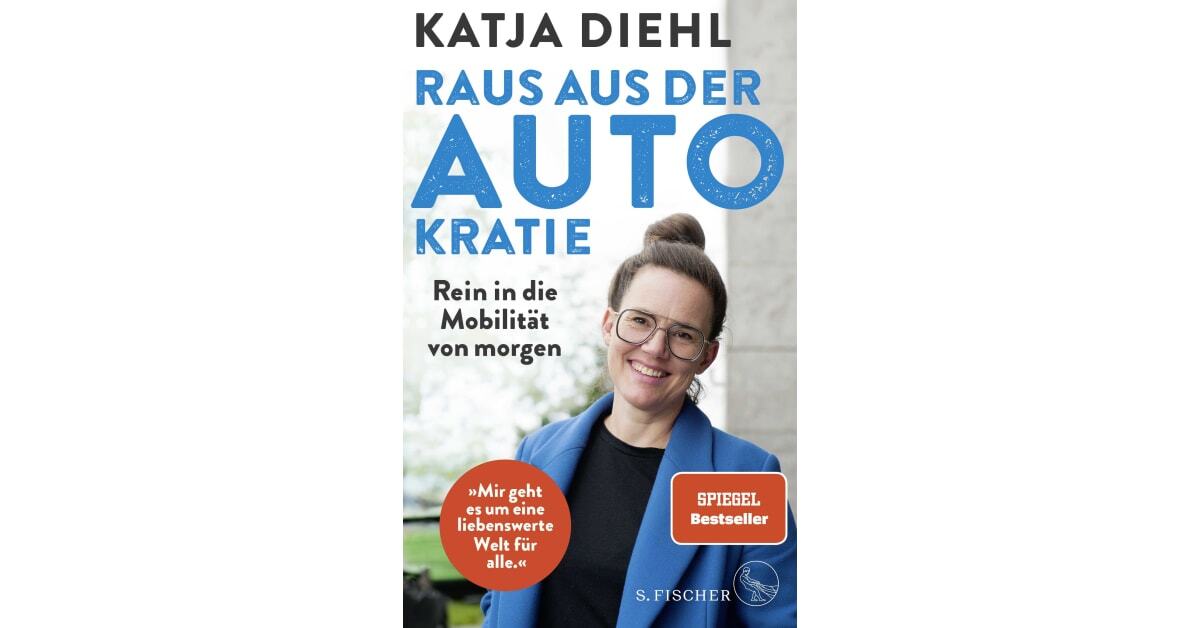 KATJA DIEHL
RAUS AUS DER
AUTO
KRATIE
Rein in die
Mobilität
von morgen
»Mir geht
es um eine
liebenswerte
Welt für
alle.«
SPIEGEL
Bestseller
S. FISCHER